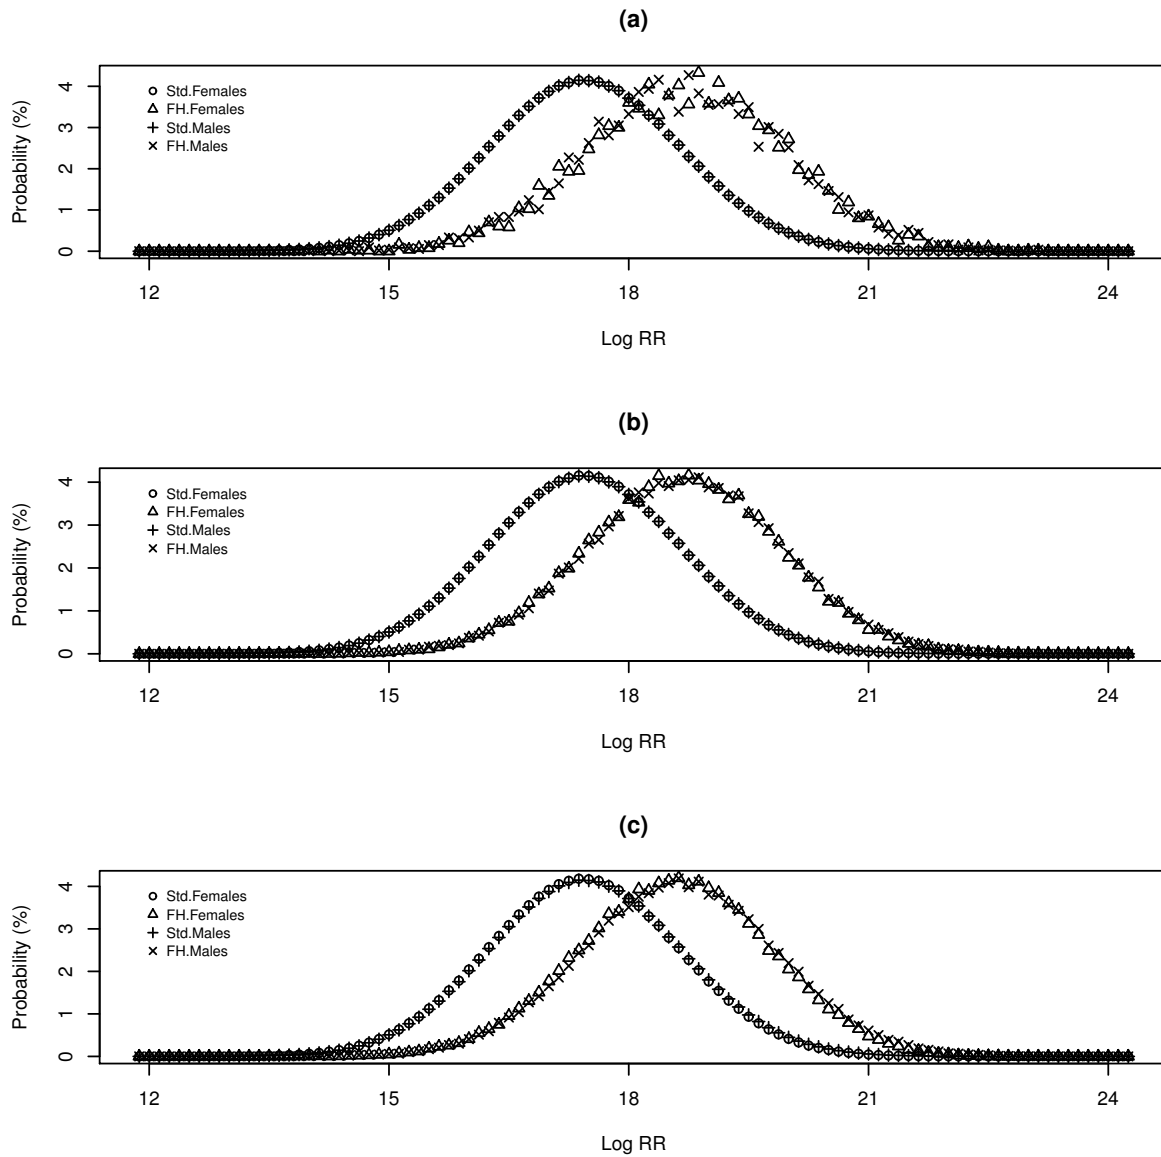 (a)
Probability (%)
4
3
2
1
0
Std.Females
FH.Females
Std.Males
FH.Males
12 15 18 21 24
Log RR
(b)
Probability (%)
4
3
2
1
0
Std.Females
FH.Females
Std.Males
FH.Males
12 15 18 21 24
Log RR
(c)
Probability (%)
4
3
2
1
0
Std.Females
FH.Females
Std.Males
FH.Males
12 15 18 21 24
Log RR